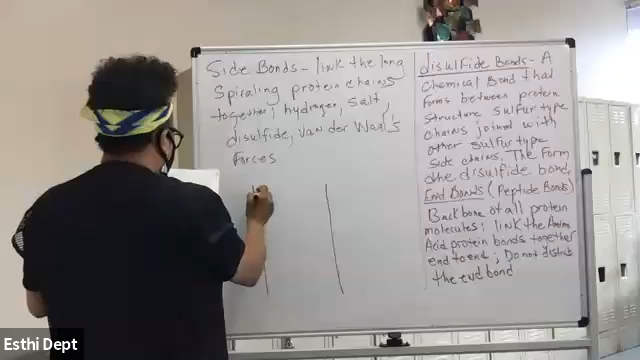 Side Bonds - link the long
Spiraling protein chains
together; hydrogen, salt,
disulfide, Van der Waal's
forces
disulfide Bonds - A
Chemical Bond that
forms between protein
structure sulfur type
chains joined with
other sulfur type
side chains, The form
the disulfide bond,
End Bonds (Peptide Bonds)
Backbone of all protein
molecules; link the Amino
Acid protein bonds together
end to end; Do not disturb
the end bond
Esthi Dept